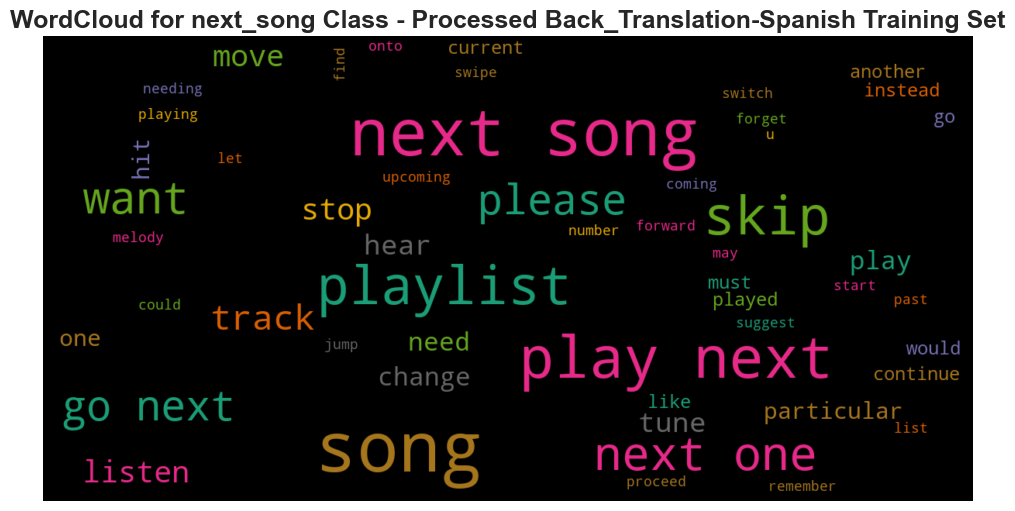 WordCloud for next_song Class - Processed Back_Translation-Spanish Training Set
move
find
onto
current
swipe
another
instead
needing
switch
playing
next song
forget
go
u
hit
let
upcoming
coming
want
stop
please
skip
number
forward
melody
hear
may
play
playlist
must
start
could
played
past
track
suggest
one
jump
need
play next
would
change
continue
go next
like
particular
tune
list
song
next one
listen
proceed
remember